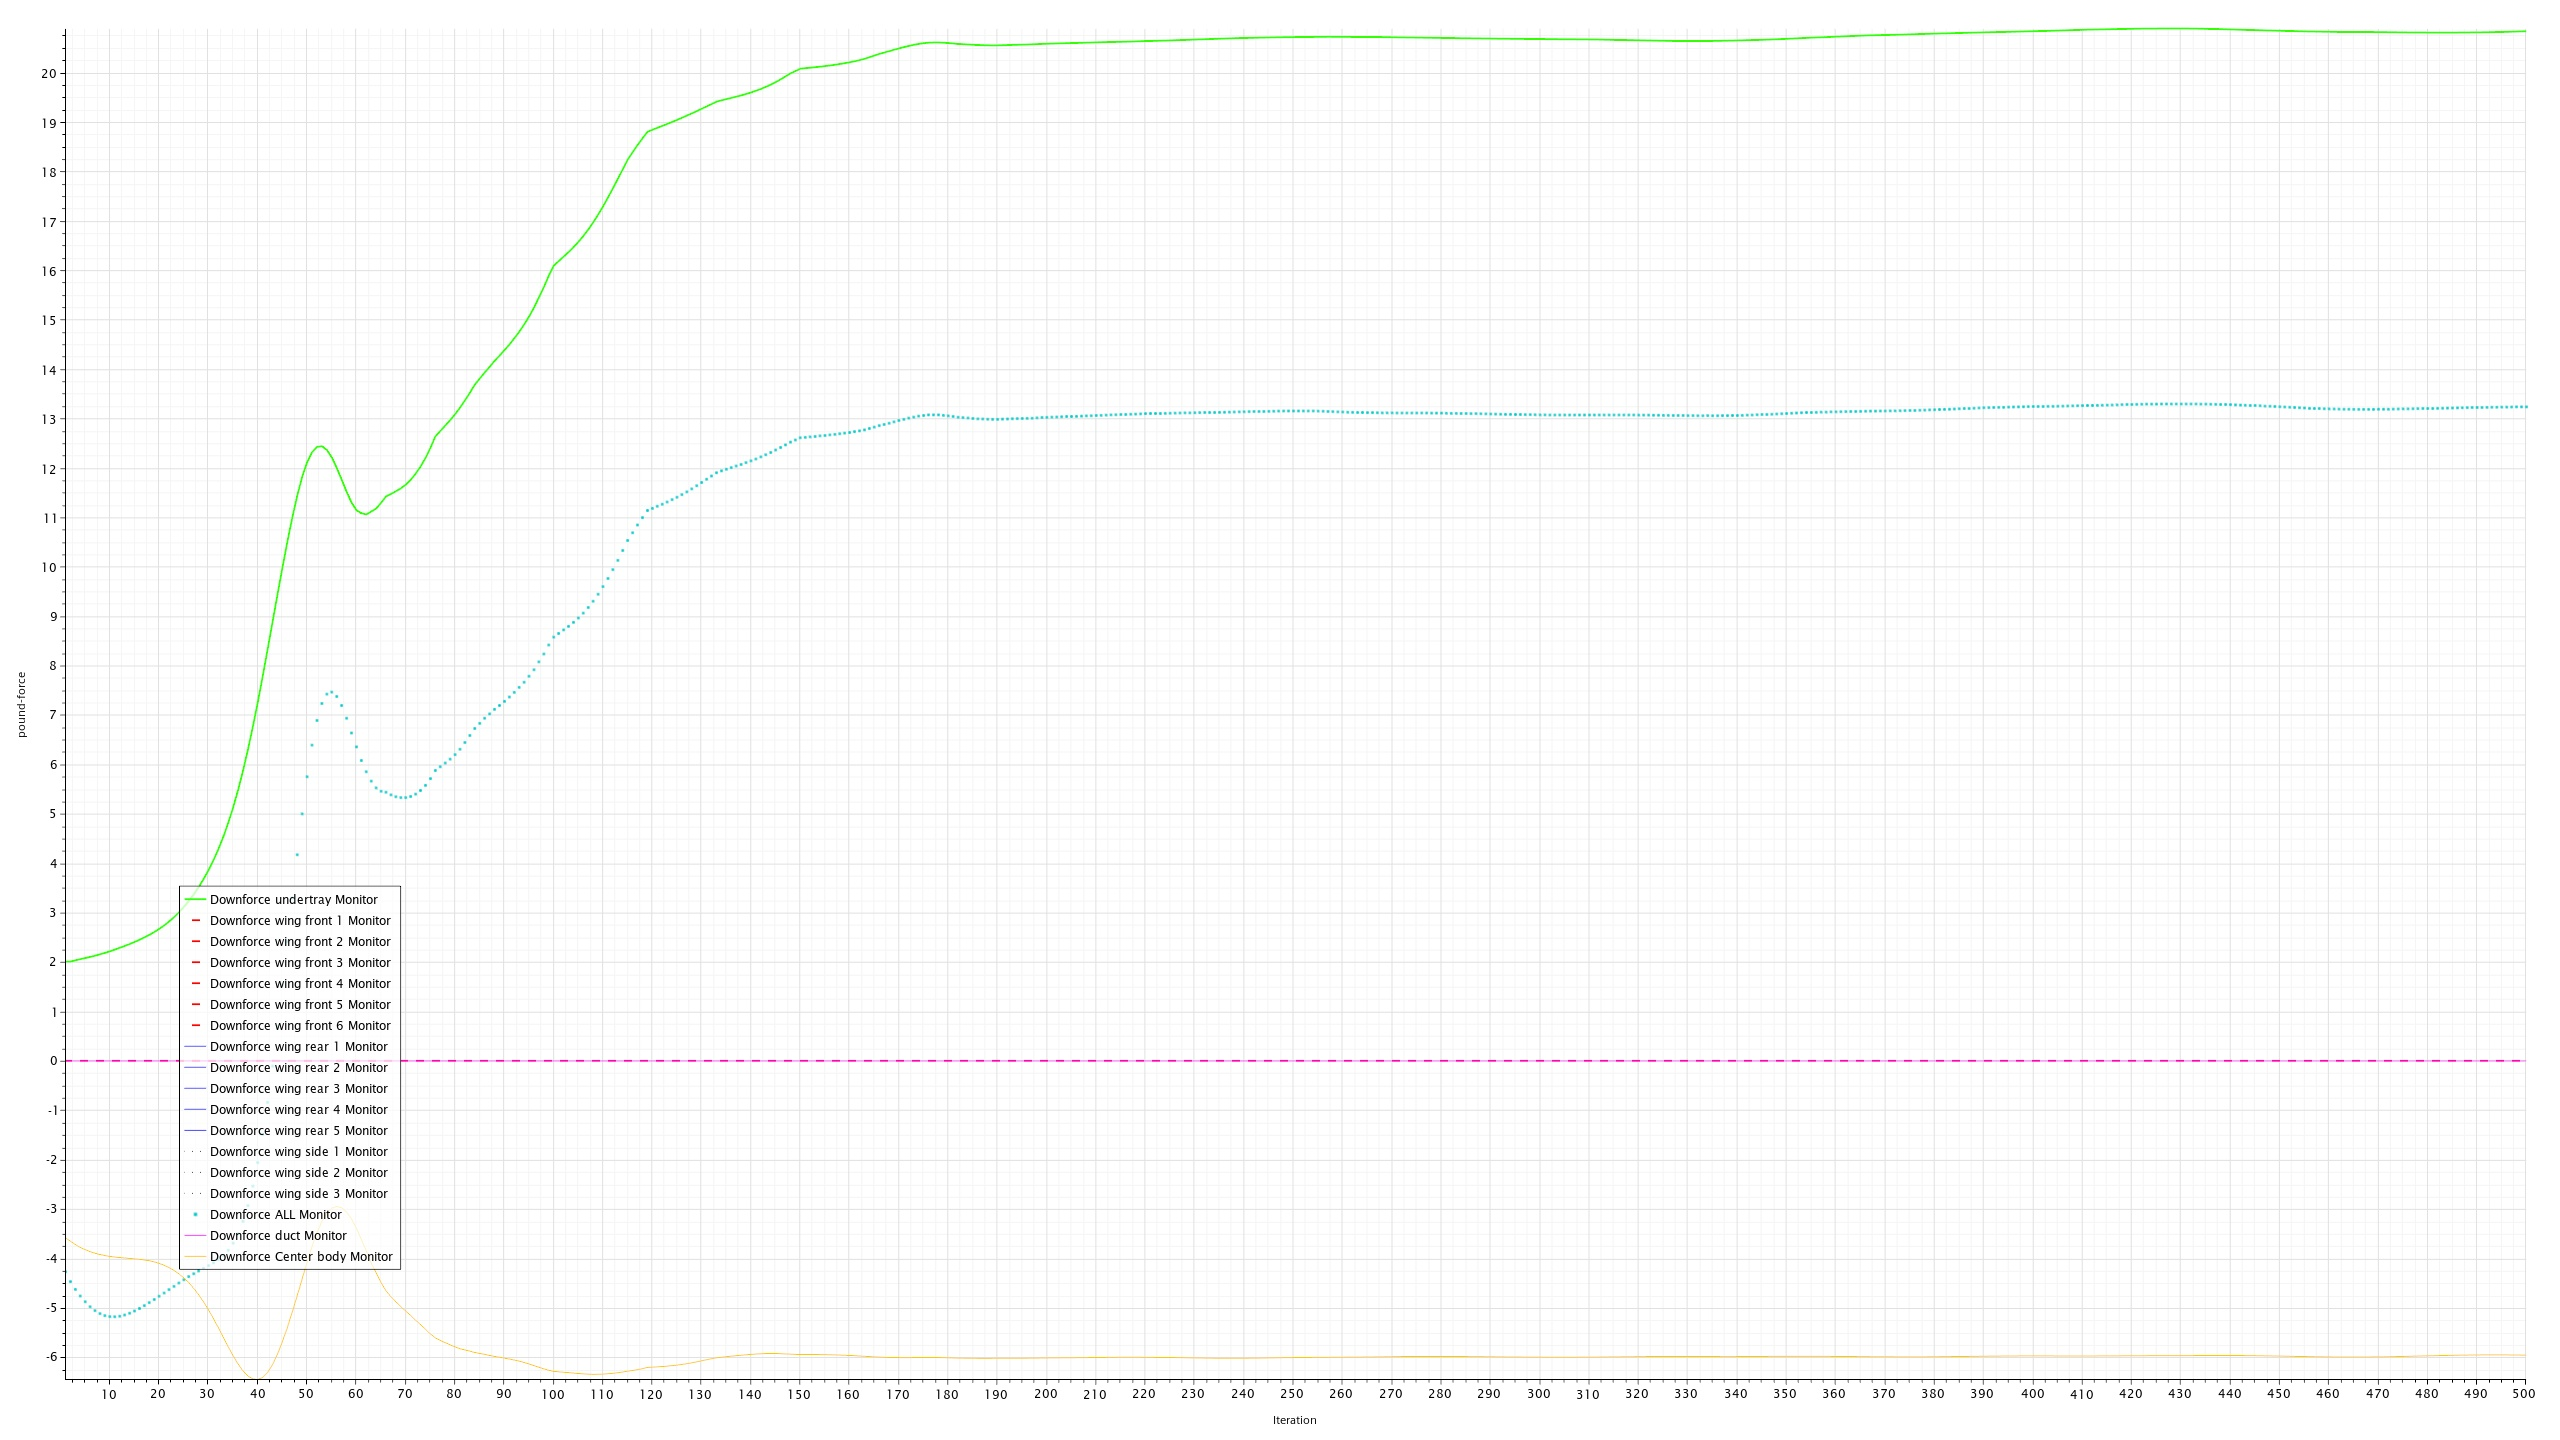 20
19
18
17
16
15
14
13
12
11
10
9
8
7
6
5
4
3
2
1
0
-1
-2
-3
-4
-5
-6
pound-force
Downforce undertray Monitor
Downforce wing front 1 Monitor
Downforce wing front 2 Monitor
Downforce wing front 3 Monitor
Downforce wing front 4 Monitor
Downforce wing front 5 Monitor
Downforce wing front 6 Monitor
Downforce wing rear 1 Monitor
Downforce wing rear 2 Monitor
Downforce wing rear 3 Monitor
Downforce wing rear 4 Monitor
Downforce wing rear 5 Monitor
Downforce wing side 1 Monitor
Downforce wing side 2 Monitor
Downforce wing side 3 Monitor
Downforce ALL Monitor
Downforce duct Monitor
Downforce Center body Monitor
10 20 30 40 50 60 70 80 90 100 110 120 130 140 150 160 170 180 190 200 210 220 230 240 250 260 270 280 290 300 310 320 330 340 350 360 370 380 390 400 410 420 430 440 450 460 470 480 490 500
Iteration